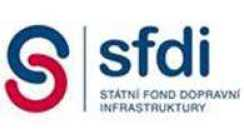 sfdi
STÁTNÍ FOND DOPRAVNÍ
INFRASTRUKTURY